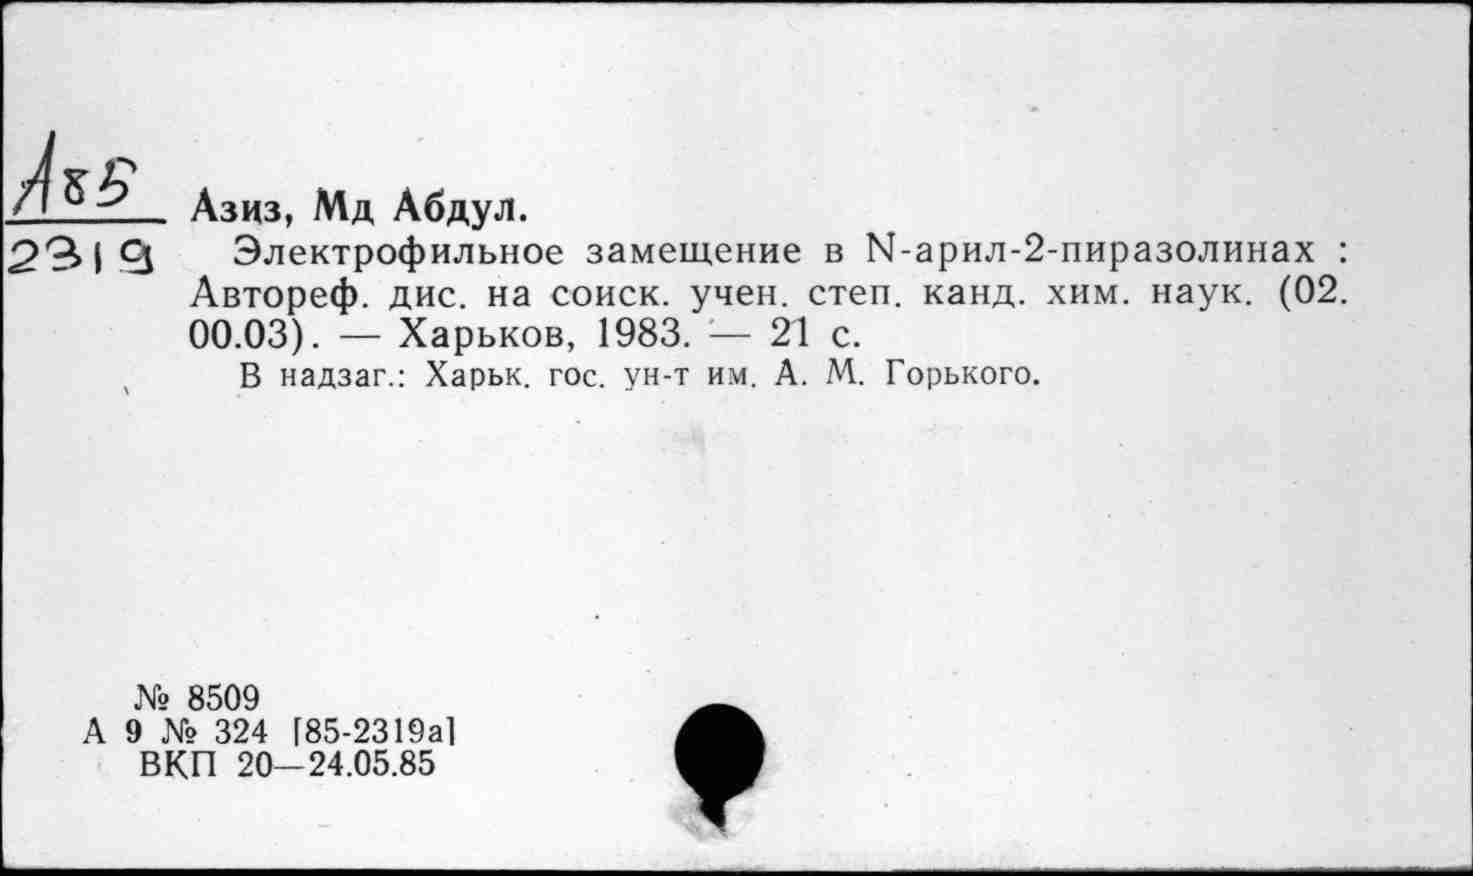 А85
2319
Азиз, Мд Абдул.
Электрофильное замещение в N-арил-2-пиразолинах :
Автореф. дис. на соиск. учен. степ. канд. хим. наук. (02.
00.03). — Харьков, 1983. — 21 с.
В надзаг.: Харьк. гос. ун-т им. А. М. Горького.
№ 8509
А 9 № 324 [85-2319а]
ВКП 20—24.05.85